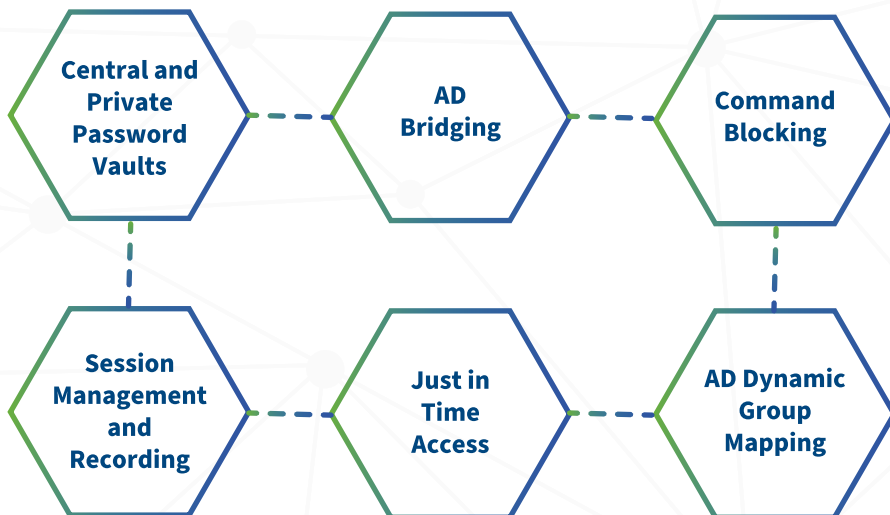 Central and
Private
Password
Vaults
AD
Bridging
Command
Blocking
Session
Management
and
Recording
Just in
Time
Access
AD Dynamic
Group
Mapping